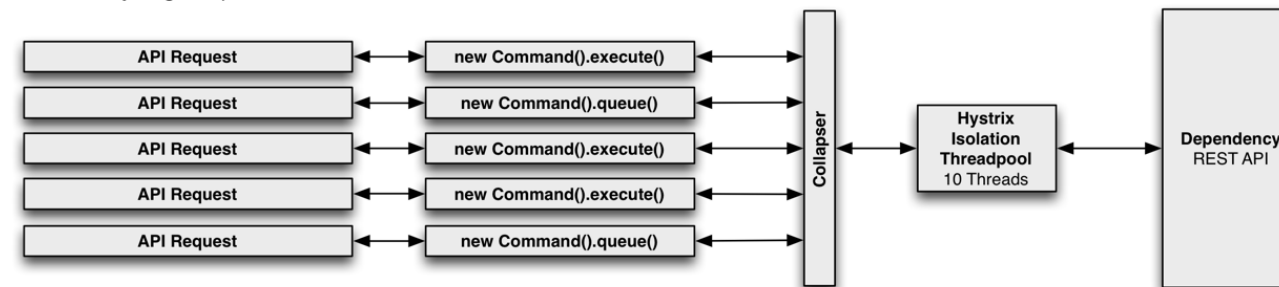 API Request
new Command().execute()
API Request
new Command().queue()
API Request
new Command().execute()
API Request
new Command().execute()
API Request
new Command().queue()
Collapser
Hystrix
Isolation
Threadpool
10 Threads
Dependency
REST API